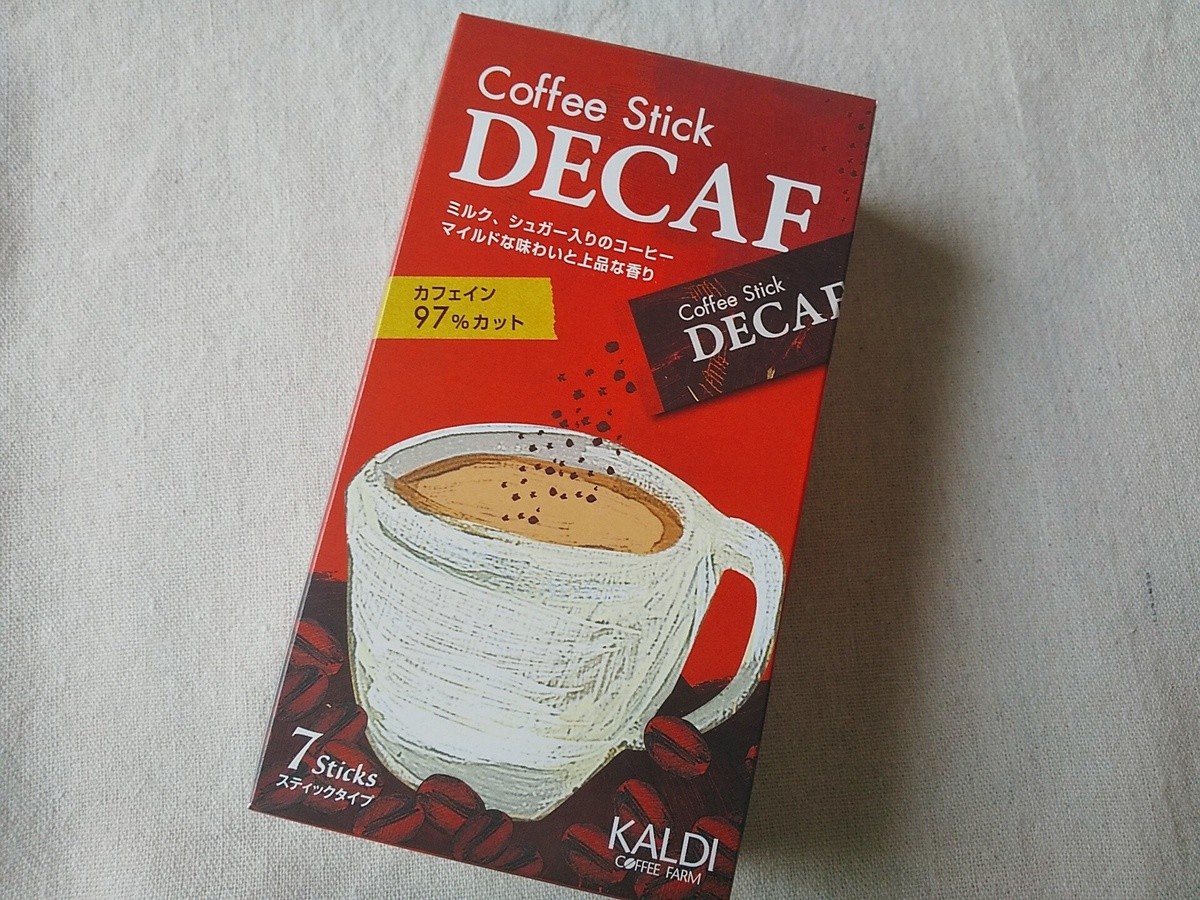 Coffee Stick
DECAF
ミルク、シュガー入りのコーヒー
マイルドな味わいと上品な香り
カフェイン
97%カット
Coffee Stick
DECAF
7 Sticks
スティックタイプ
KALDI
COFFEE FARM